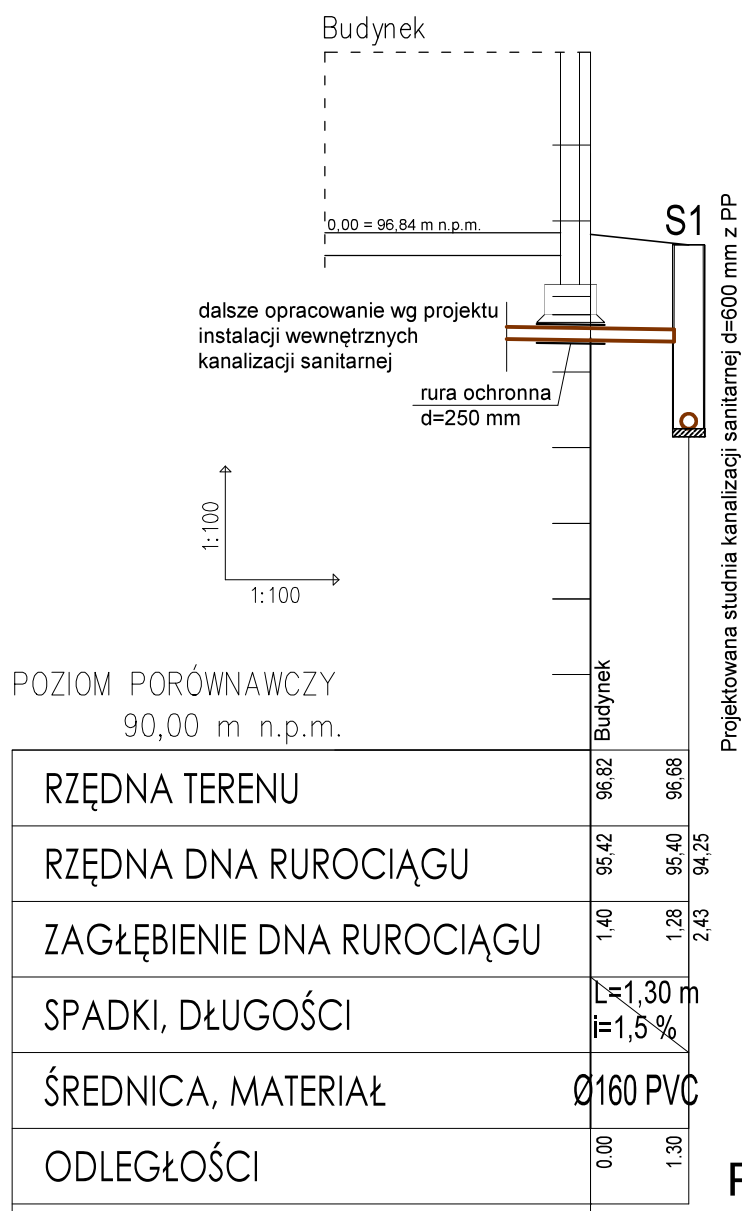 Budynek
0,00 = 96,84 m n.p.m.
S1
dalsze opracowanie wg projektu
instalacji wewnętrznych
kanalizacji sanitarnej
rura ochronna
d=250 mm
Projektowana studnia kanalizacji sanitarnej d=600 mm z PP
1:100
1:100
POZIOM PORÓWNAWCZY
90,00 m n.p.m.
Budynek
RZĘDNA TERENU 96,82 96,68
RZĘDNA DNA RUROCIĄGU 95,42 95,40 94,25
ZAGŁĘBIENIE DNA RUROCIĄGU 1,40 1,28 2,43
SPADKI, DŁUGOŚCI
L=1,30 m
i=1,5 %
ŚREDNICA, MATERIAŁ Ø160 PVC
ODLEGŁOŚCI 0.00 1.30